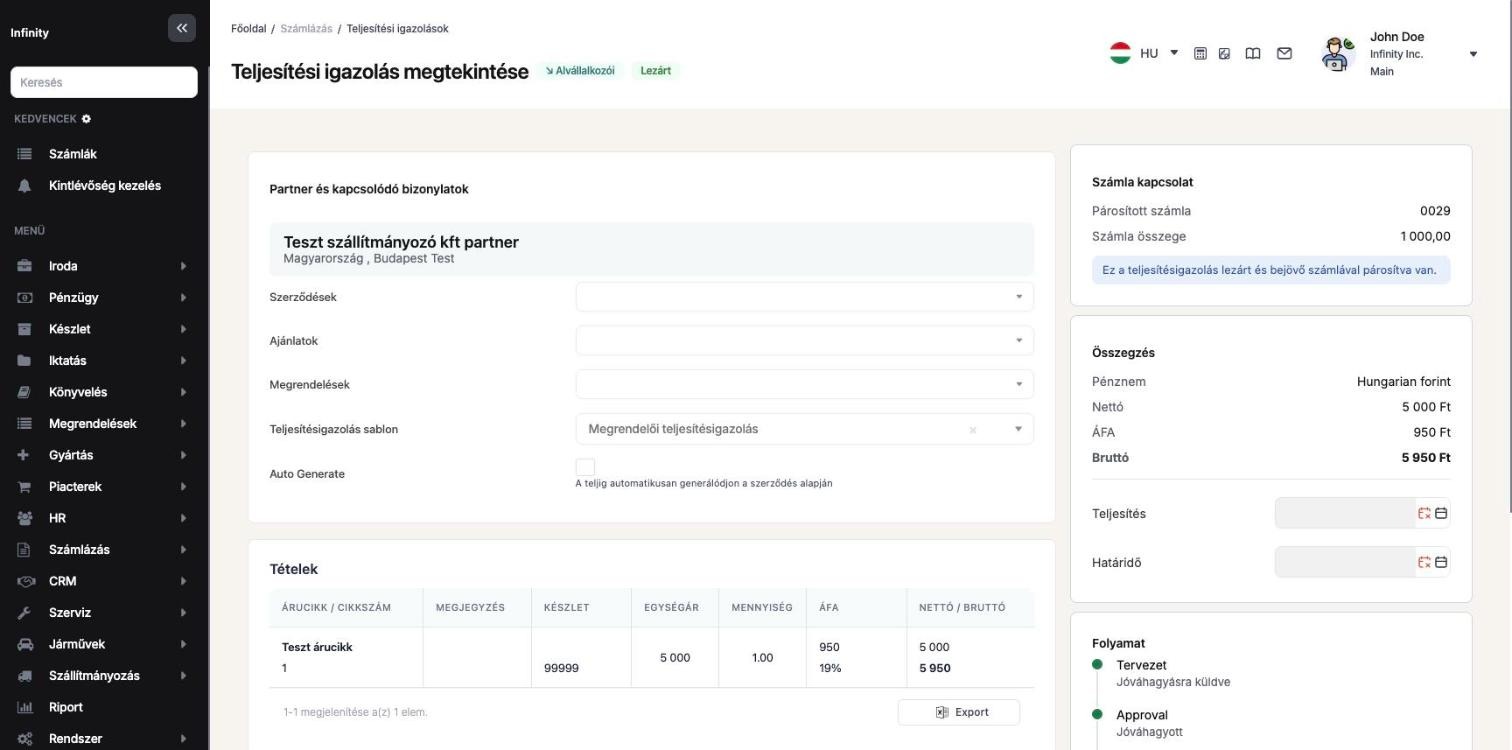 Infinity
Keresés
KEDVENCEK
Számlák
Kintlévőség kezelés
MENÜ
Iroda
Pénzügy
Készlet
Iktatás
Könyvelés
Megrendelések
Gyártás
Piacterek
HR
Számlázás
CRM
Szerviz
Járművek
Szállítmányozás
Riport
Rendszer
Főoldal / Számlázás / Teljesítési igazolások
Teljesítési igazolás megtekintése
↘ Alvállalkozói
Lezárt
HU
John Doe
Infinity Inc.
Main
Partner és kapcsolódó bizonylatok
Teszt szállítmányozó kft partner
Magyarország , Budapest Test
Szerződések
Ajánlatok
Megrendelések
Teljesítésigazolás sablon
Megrendelői teljesítésigazolás
×
Auto Generate
A teljig automatikusan generálódjon a szerződés alapján
Tételek
ÁRUCIKK / CIKKSZÁM MEGJEGYZÉS KÉSZLET EGYSÉGÁR MENNYISÉG ÁFA NETTÓ / BRUTTÓ
Teszt árucikk 950 5 000
5 000 1.00
1 99999 19% 5 950
1-1 megjelenítése a(z) 1 elem.
Export
Számla kapcsolat
Párosított számla 0029
Számla összege 1 000,00
Ez a teljesítésigazolás lezárt és bejövő számlával párosítva van.
Összegzés
Pénznem Hungarian forint
Nettó 5 000 Ft
ÁFA 950 Ft
Bruttó 5 950 Ft
Teljesítés
Határidő
Folyamat
Tervezet
Jóváhagyásra küldve
Approval
Jóváhagyott